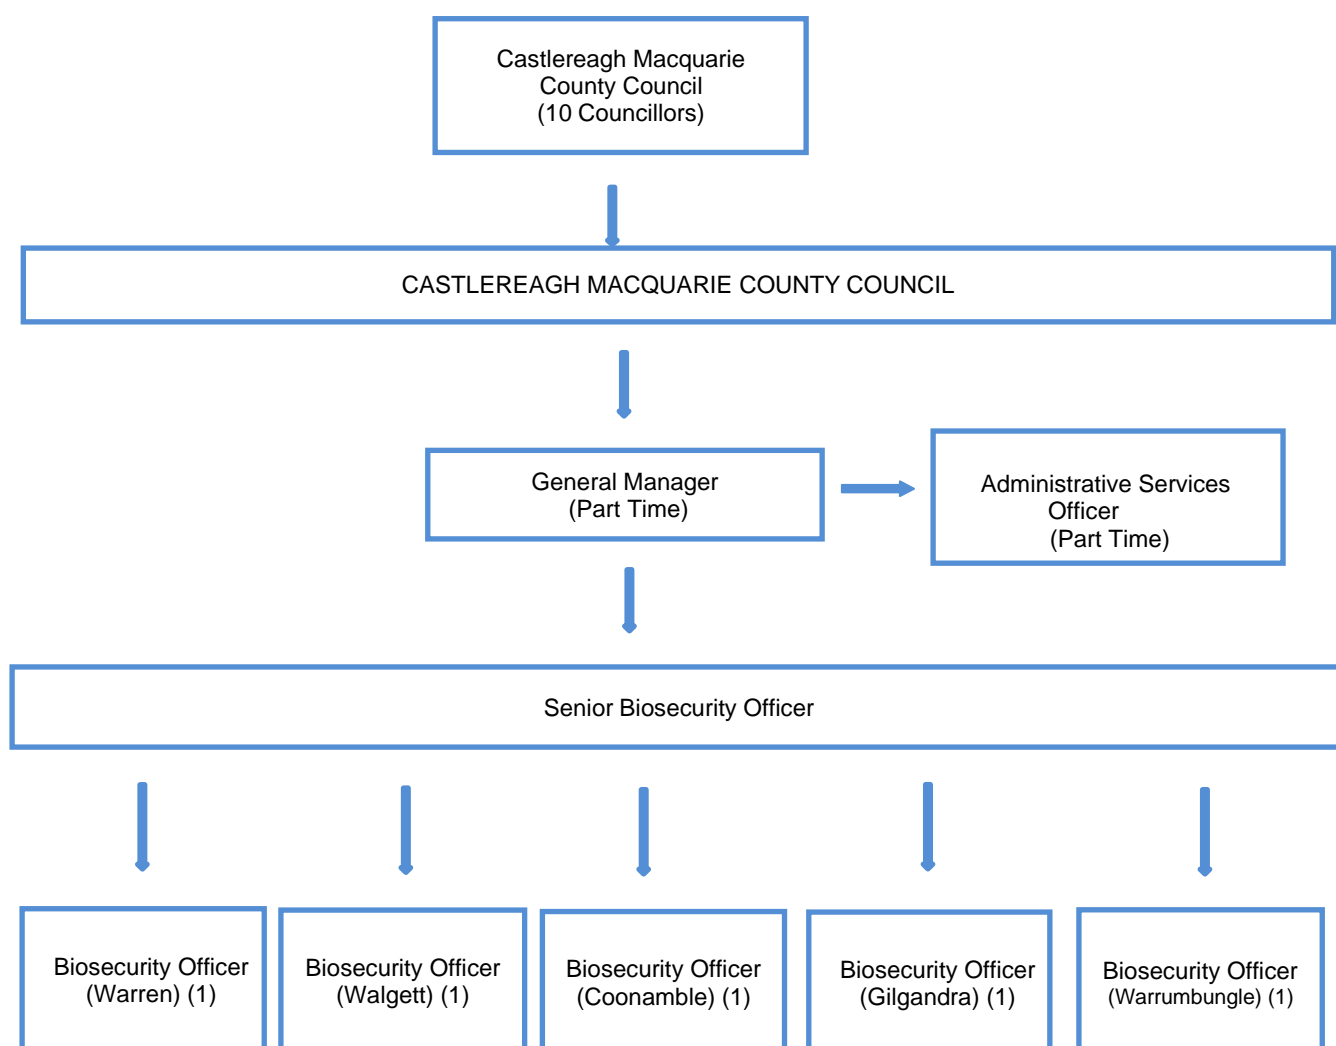 Castlereagh Macquarie
County Council
(10 Councillors)
CASTLEREAGH MACQUARIE COUNTY COUNCIL
General Manager
(Part Time)
Administrative Services
Officer
(Part Time)
Senior Biosecurity Officer
Biosecurity Officer
(Warren) (1)
Biosecurity Officer
(Walgett) (1)
Biosecurity Officer
(Coonamble) (1)
Biosecurity Officer
(Gilgandra) (1)
Biosecurity Officer
(Warrumbungle) (1)